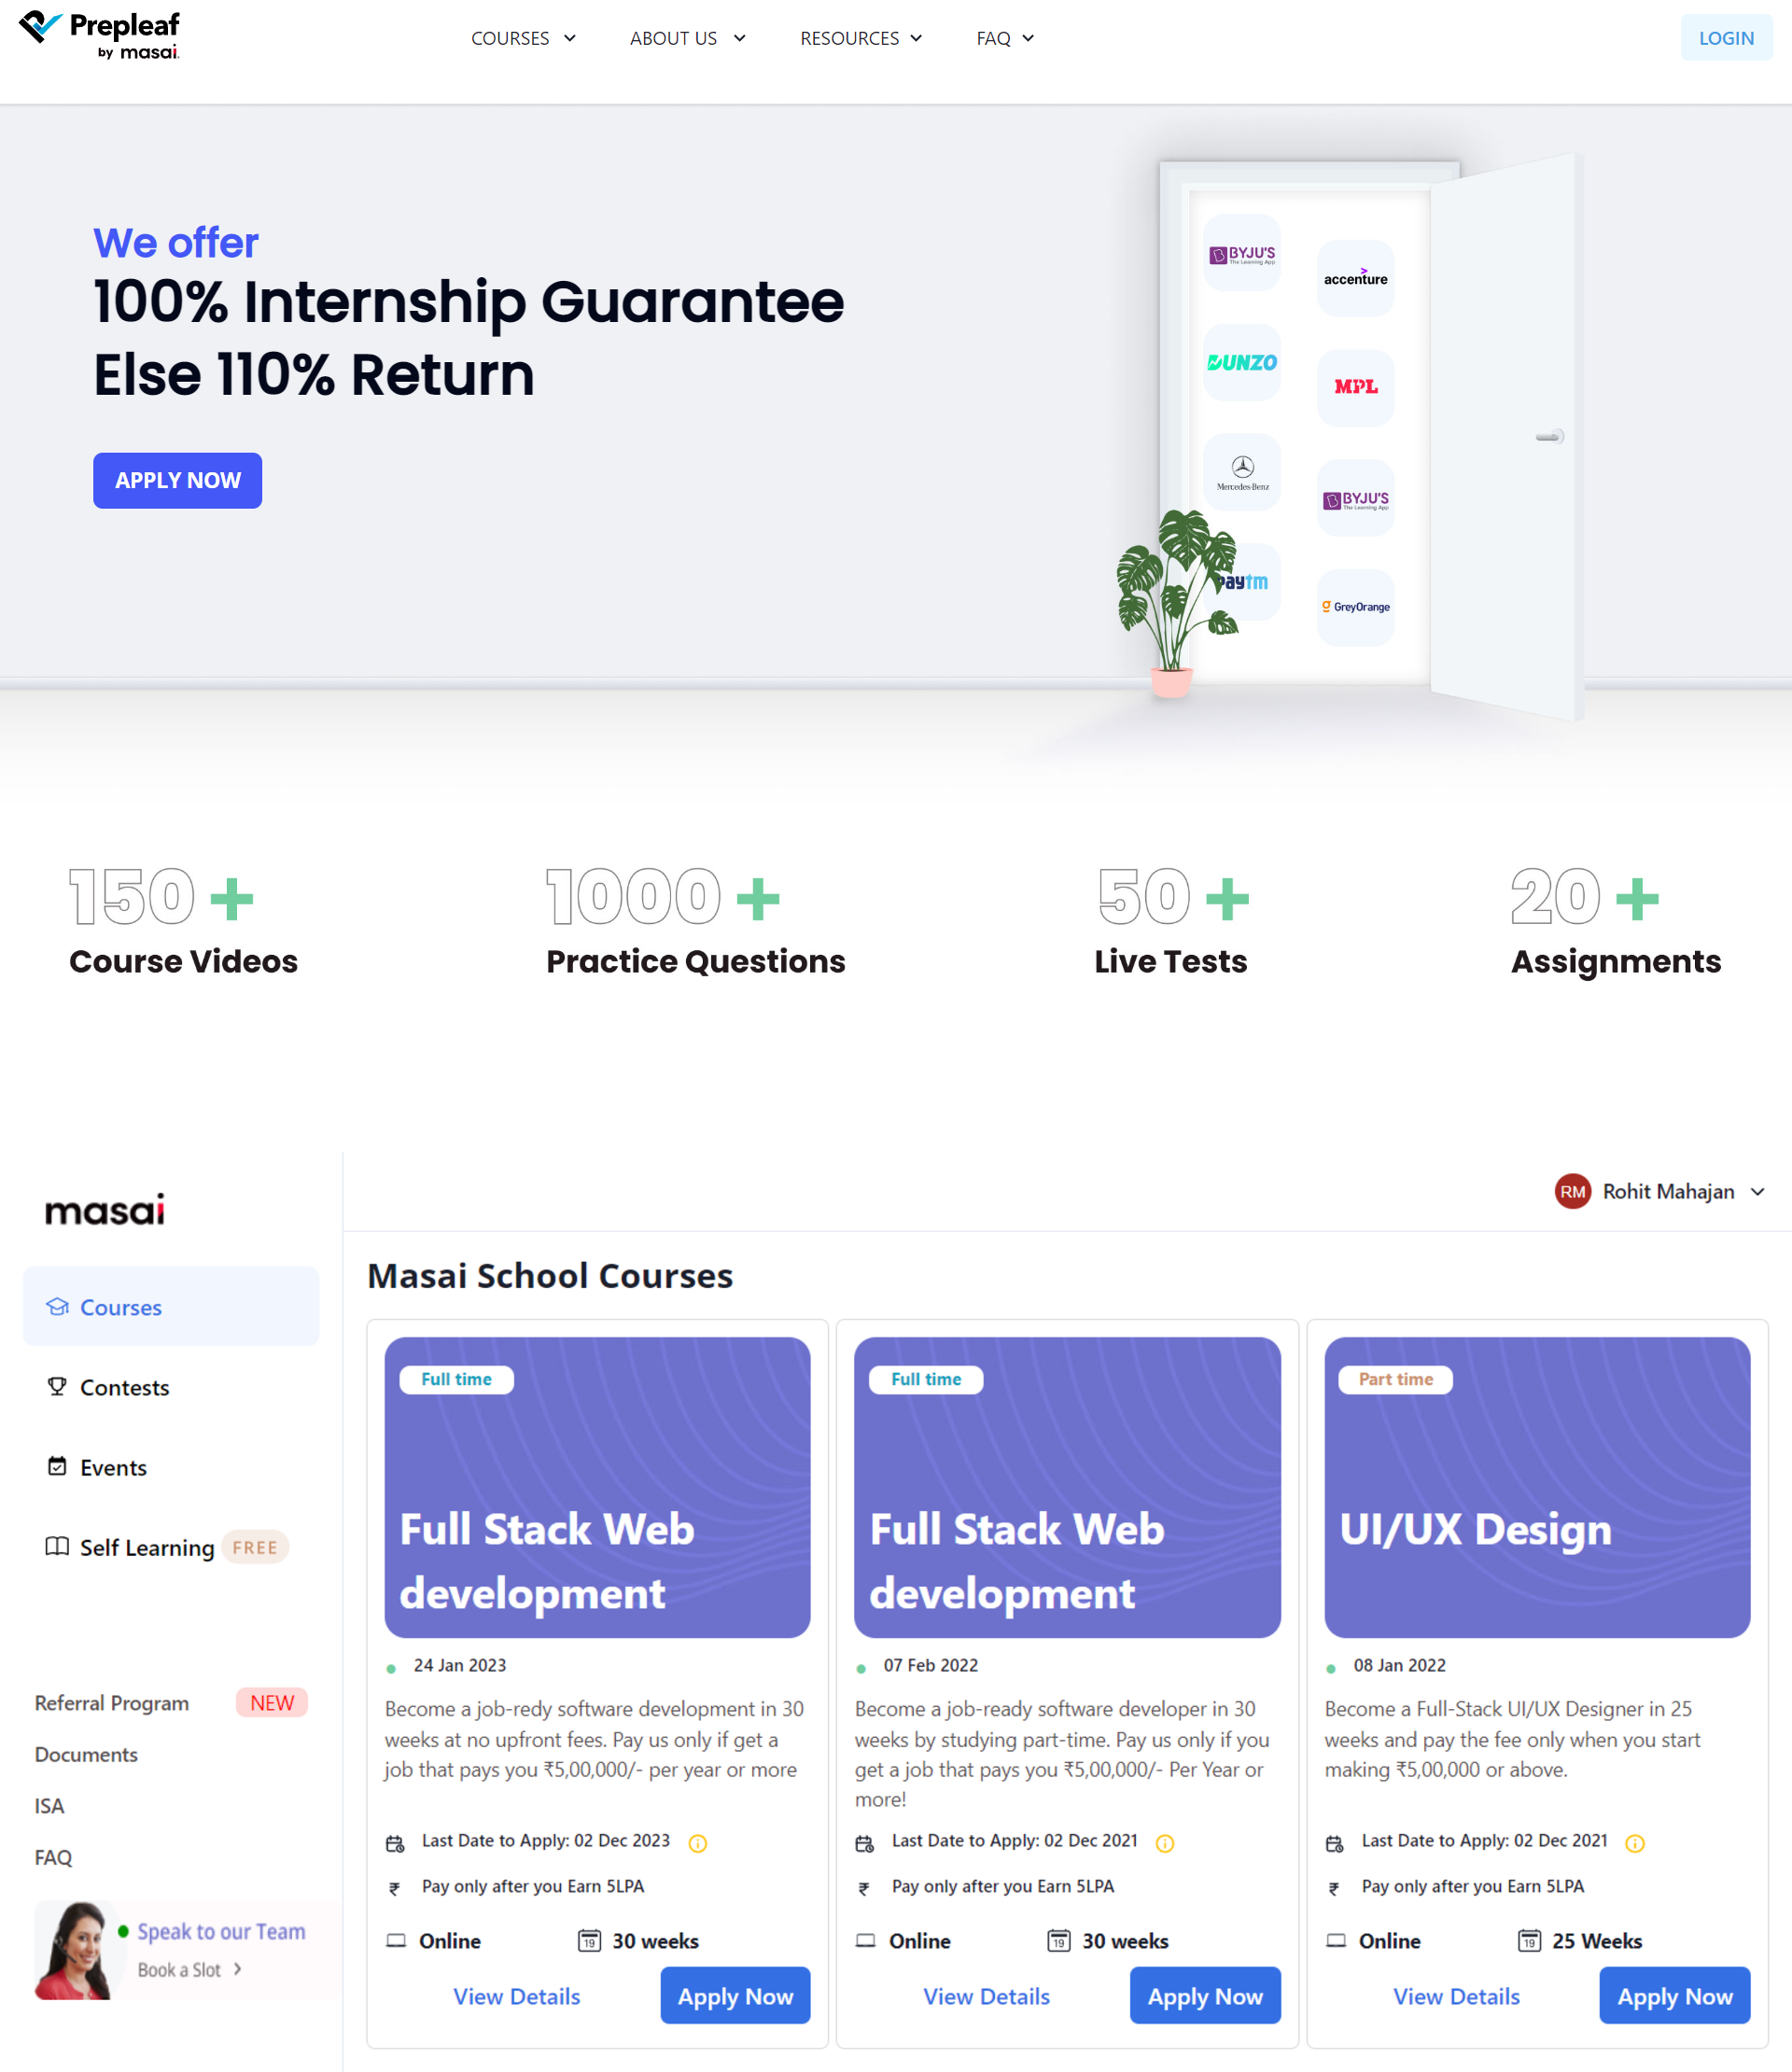 Prepleaf
by masai.
COURSES
ABOUT US
RESOURCES
FAQ
LOGIN
We offer
100% Internship Guarantee
Else 110% Return
APPLY NOW
BYJU'S
The Learning App
accenture
DUNZO
MPL
Mercedes-Benz
BYJU'S
The Learning App
paytm
GreyOrange
150 +
Course Videos
1000 +
Practice Questions
50 +
Live Tests
20 +
Assignments
masai
Courses
Contests
Events
Self Learning FREE
Referral Program NEW
Documents
ISA
FAQ
Speak to our Team
Book a Slot
RM Rohit Mahajan
Masai School Courses
Full time
Full Stack Web
development
24 Jan 2023
Become a job-redy software development in 30
weeks at no upfront fees. Pay us only if get a
job that pays you ₹5,00,000/- per year or more
Last Date to Apply: 02 Dec 2023
₹ Pay only after you Earn 5LPA
Online
19 30 weeks
View Details
Apply Now
Full time
Full Stack Web
development
07 Feb 2022
Become a job-ready software developer in 30
weeks by studying part-time. Pay us only if you
get a job that pays you ₹5,00,000/- Per Year or
more!
Last Date to Apply: 02 Dec 2021
₹ Pay only after you Earn 5LPA
Online
19 30 weeks
View Details
Apply Now
Part time
UI/UX Design
08 Jan 2022
Become a Full-Stack UI/UX Designer in 25
weeks and pay the fee only when you start
making ₹5,00,000 or above.
Last Date to Apply: 02 Dec 2021
₹ Pay only after you Earn 5LPA
Online
19 25 Weeks
View Details
Apply Now